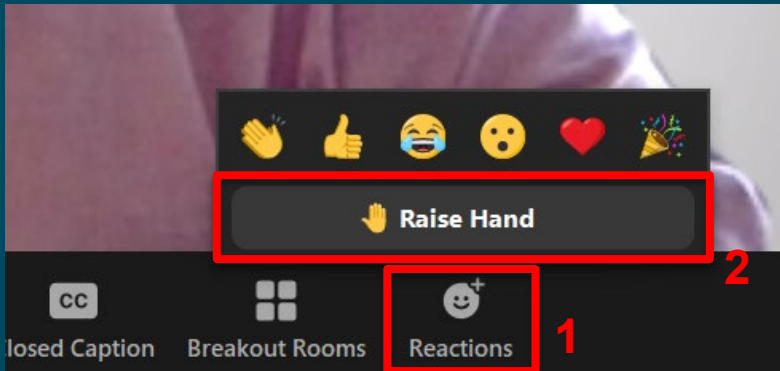 Raise Hand
2
CC
losed Caption
Breakout Rooms
Reactions
1